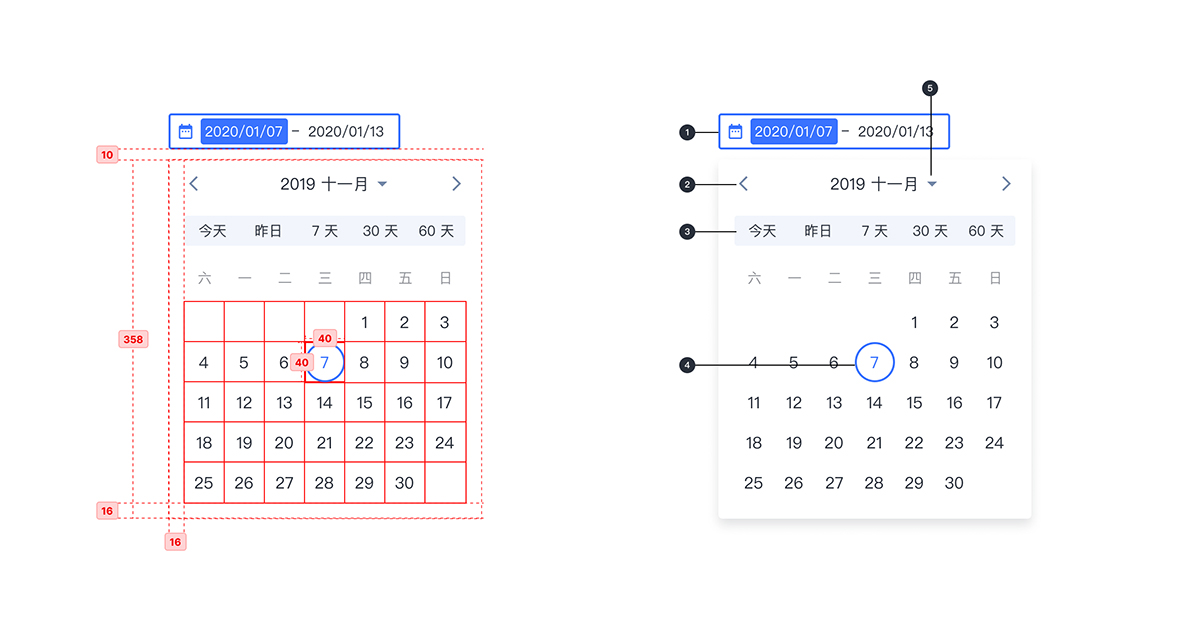 2020/01/07 – 2020/01/13
10
2019 十一月
今天 昨日 7 天 30 天 60 天
六 一 二 三 四 五 日
1 2 3
40
358
4 5 6 40 7 8 9 10
11 12 13 14 15 16 17
18 19 20 21 22 23 24
25 26 27 28 29 30
16
16
5
1 2020/01/07 – 2020/01/13
2 2019 十一月
3 今天 昨日 7 天 30 天 60 天
六 一 二 三 四 五 日
1 2 3
4 4 5 6 7 8 9 10
11 12 13 14 15 16 17
18 19 20 21 22 23 24
25 26 27 28 29 30